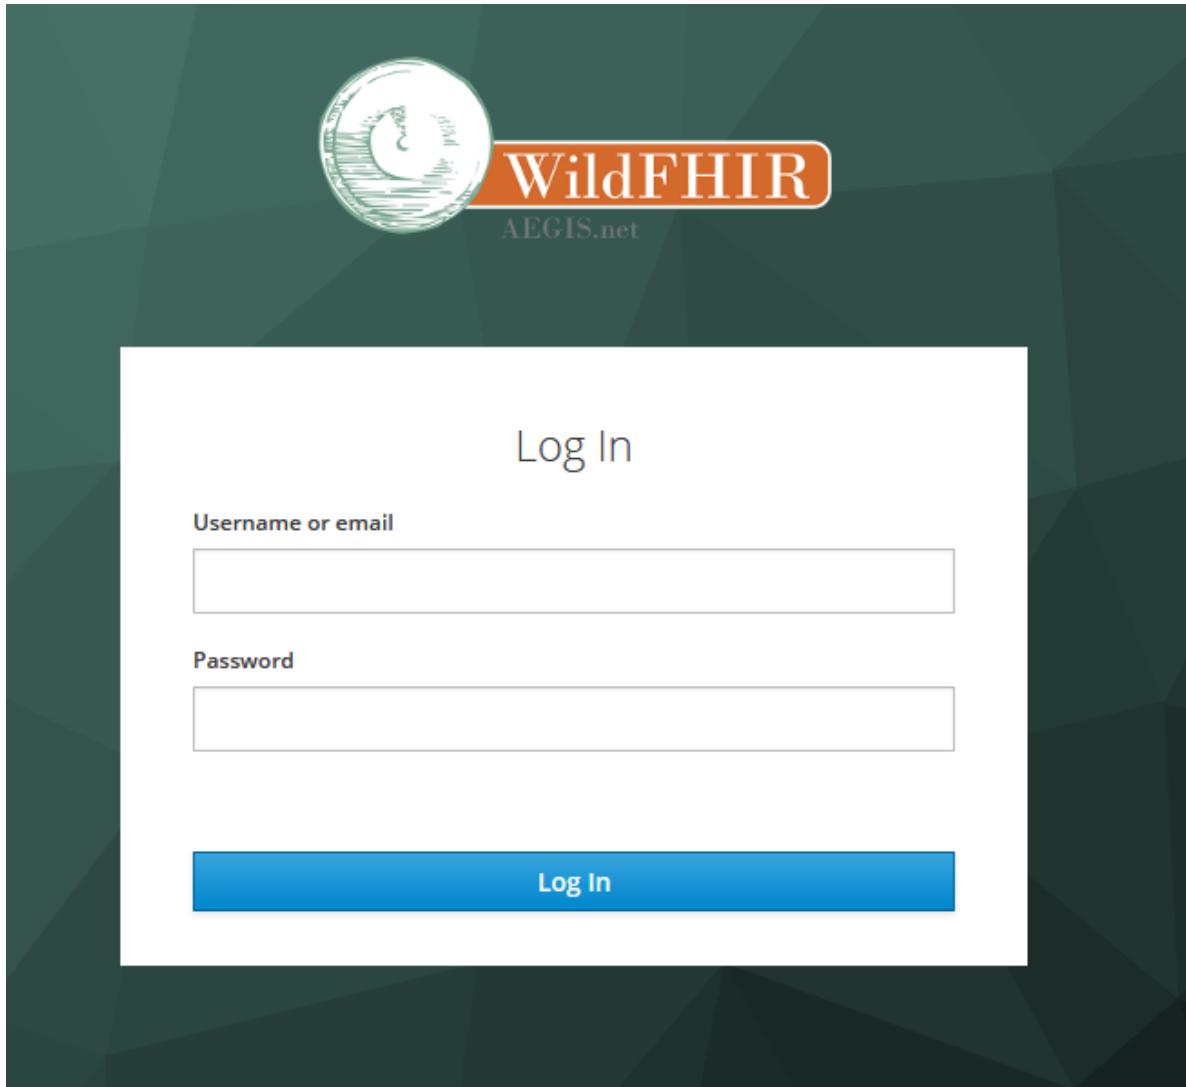 WildFHIR
AEGIS.net
Log In
Username or email
Password
Log In